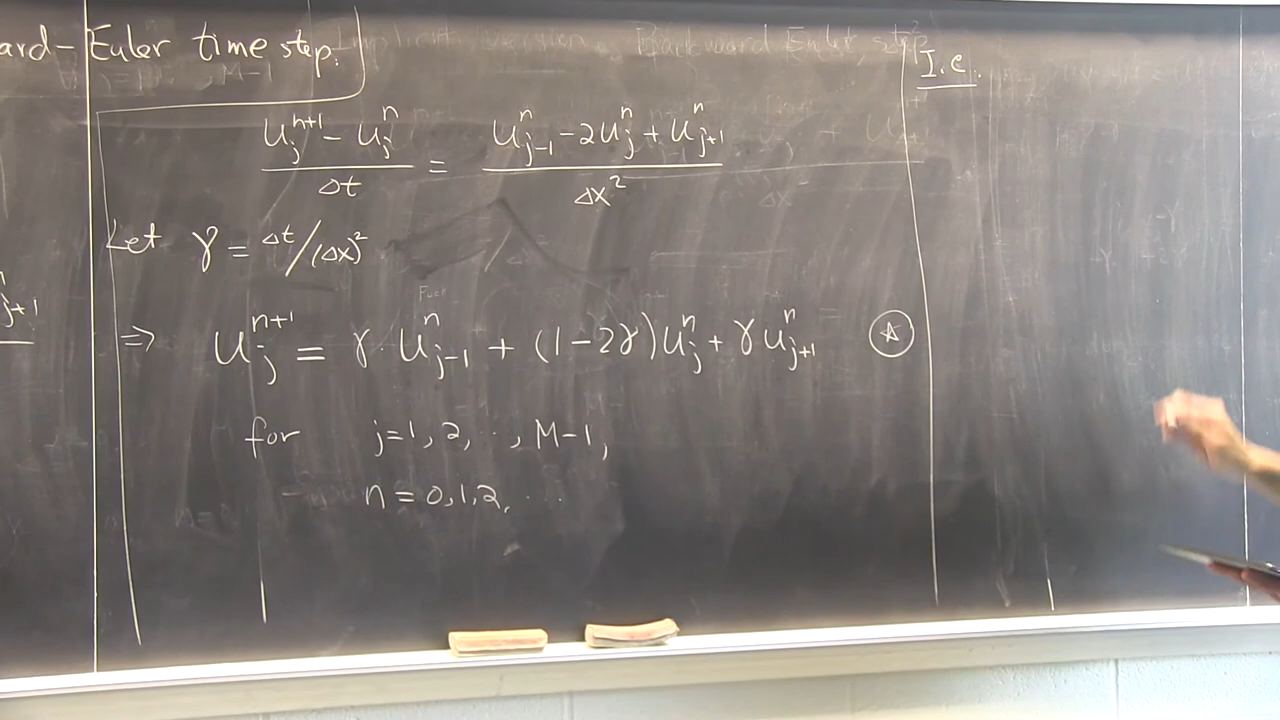 ard-Euler time step.
I.C.
u_j^{n+1} - u_j^n / Δt = u_{j-1}^n - 2u_j^n + u_{j+1}^n / Δx^2
Let γ = Δt/(Δx)^2
j+1
⇒ u_j^{n+1} = γ · u_{j-1}^n + (1-2γ)u_j^n + γ u_{j+1}^n ☆
for j=1, 2, .., M-1,
n = 0,1,2, ...